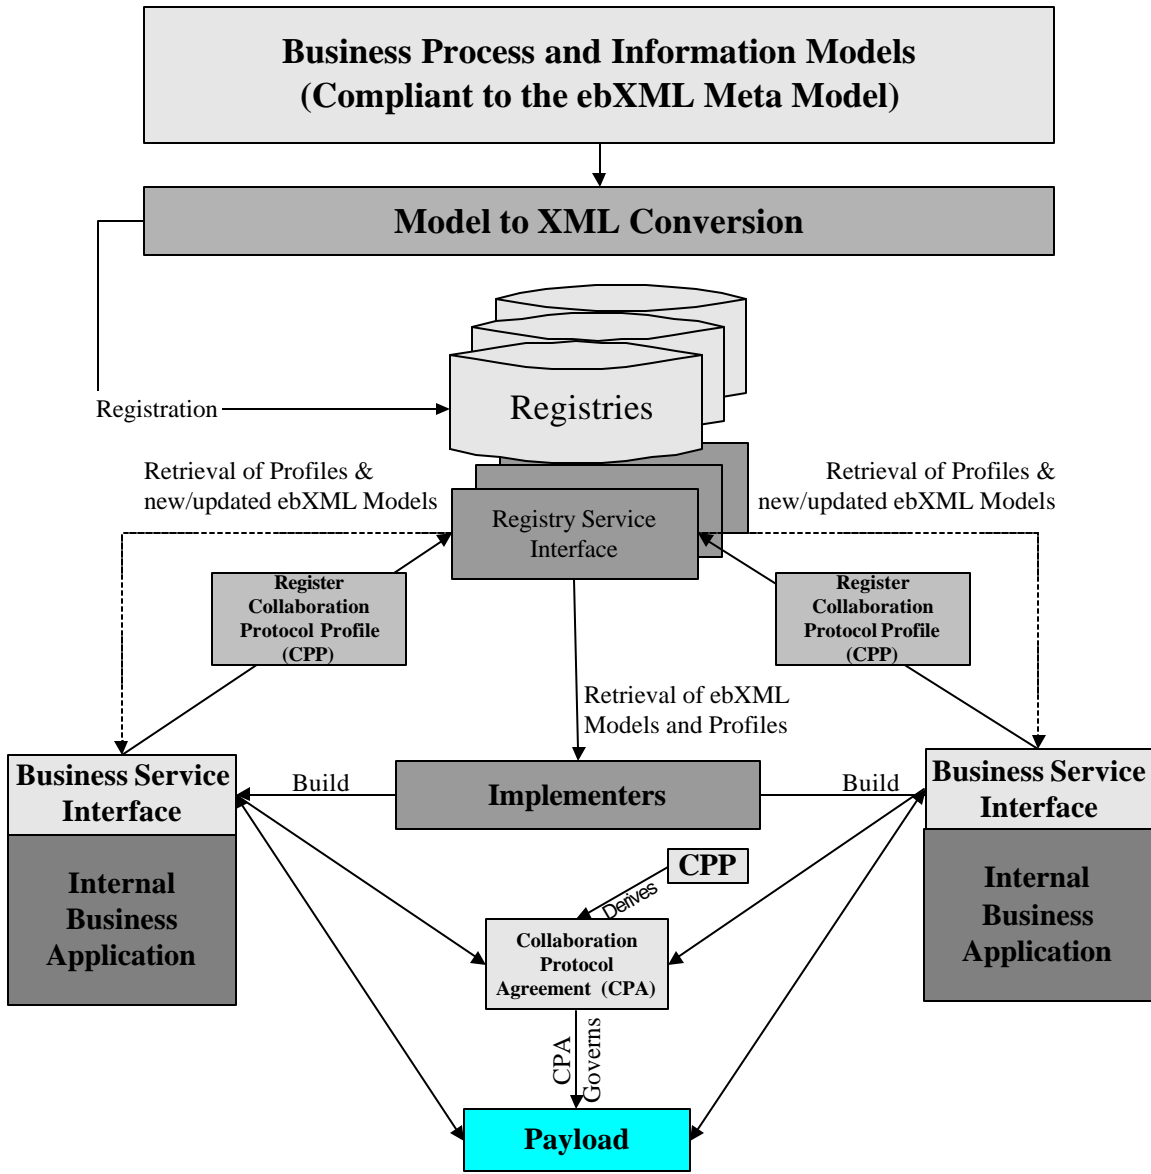 Business Process and Information Models
(Compliant to the ebXML Meta Model)
Model to XML Conversion
Registries
Registration
Retrieval of Profiles &
new/updated ebXML Models
Retrieval of Profiles &
new/updated ebXML Models
Registry Service
Interface
Register
Collaboration
Protocol Profile
(CPP)
Register
Collaboration
Protocol Profile
(CPP)
Retrieval of ebXML
Models and Profiles
Business Service
Interface
Build
Implementers
Build
Business Service
Interface
Internal
Business
Application
CPP
Derives
Internal
Business
Application
Collaboration
Protocol
Agreement (CPA)
CPA
Governs
Payload